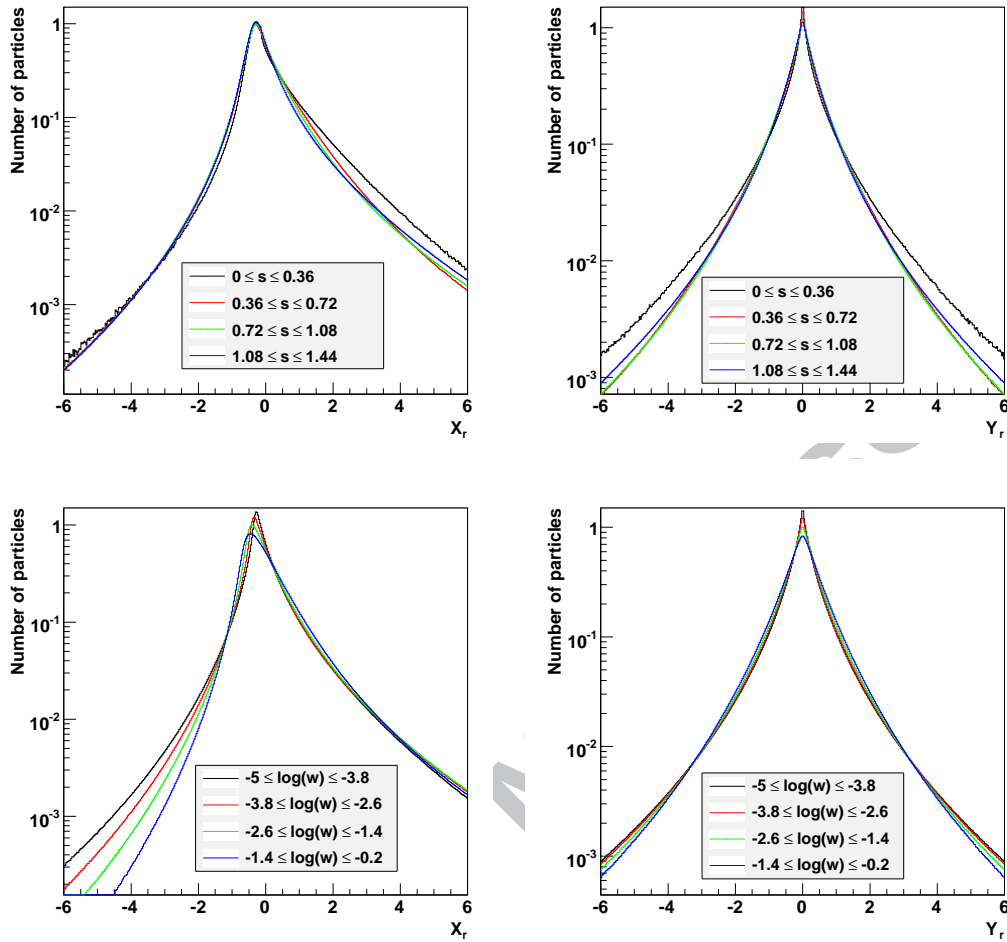 Number of particles
1
10-1
10-2
10-3
0 ≤ s ≤ 0.36
0.36 ≤ s ≤ 0.72
0.72 ≤ s ≤ 1.08
1.08 ≤ s ≤ 1.44
-6 -4 -2 0 2 4 6
Xr
Number of particles
1
10-1
10-2
10-3
0 ≤ s ≤ 0.36
0.36 ≤ s ≤ 0.72
0.72 ≤ s ≤ 1.08
1.08 ≤ s ≤ 1.44
-6 -4 -2 0 2 4 6
Yr
Number of particles
1
10-1
10-2
10-3
-5 ≤ log(w) ≤ -3.8
-3.8 ≤ log(w) ≤ -2.6
-2.6 ≤ log(w) ≤ -1.4
-1.4 ≤ log(w) ≤ -0.2
-6 -4 -2 0 2 4 6
Xr
Number of particles
1
10-1
10-2
10-3
-5 ≤ log(w) ≤ -3.8
-3.8 ≤ log(w) ≤ -2.6
-2.6 ≤ log(w) ≤ -1.4
-1.4 ≤ log(w) ≤ -0.2
-6 -4 -2 0 2 4 6
Yr